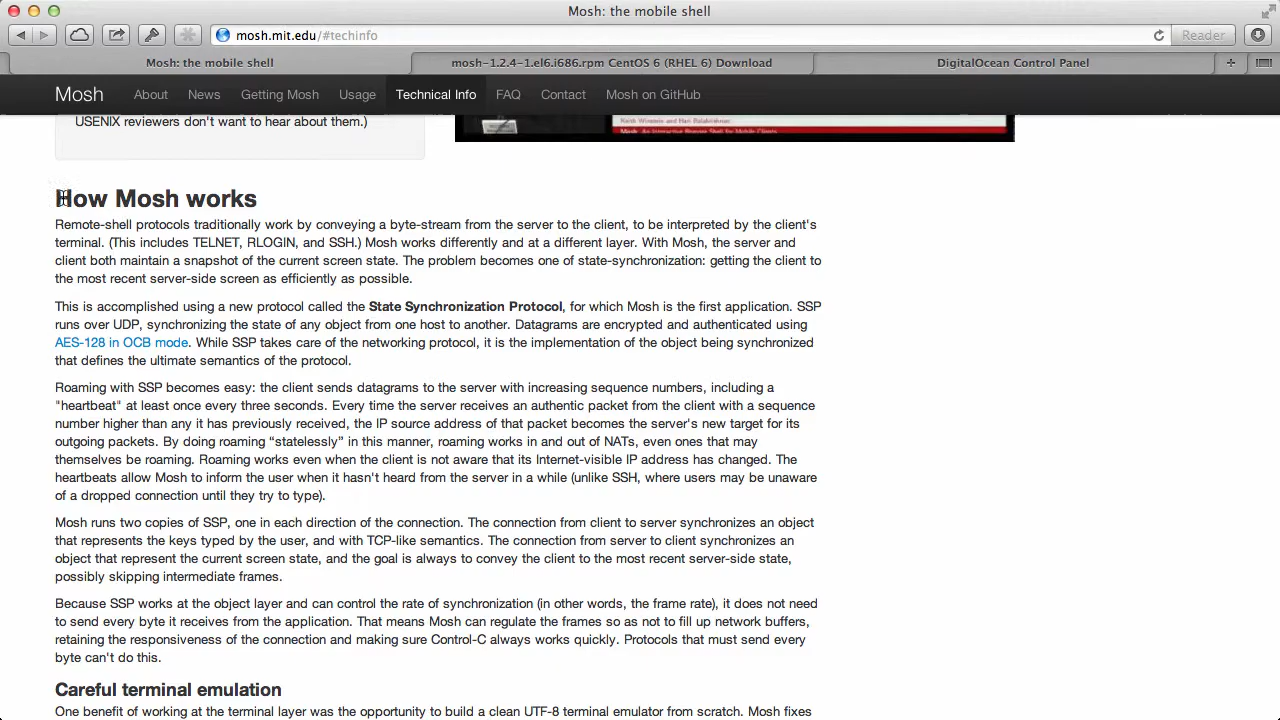 Mosh: the mobile shell
mosh.mit.edu/#techinfo
Reader
Mosh: the mobile shell
mosh-1.2.4-1.el6.i686.rpm CentOS 6 (RHEL 6) Download
DigitalOcean Control Panel
Mosh About News Getting Mosh Usage Technical Info FAQ Contact Mosh on GitHub
USENIX reviewers don't want to hear about them.)
Keith Winstein and Hari Balakrishnan
Mosh: An Interactive Remote Shell for Mobile Clients
How Mosh works
Remote-shell protocols traditionally work by conveying a byte-stream from the server to the client, to be interpreted by the client's
terminal. (This includes TELNET, RLOGIN, and SSH.) Mosh works differently and at a different layer. With Mosh, the server and
client both maintain a snapshot of the current screen state. The problem becomes one of state-synchronization: getting the client to
the most recent server-side screen as efficiently as possible.
This is accomplished using a new protocol called the State Synchronization Protocol, for which Mosh is the first application. SSP
runs over UDP, synchronizing the state of any object from one host to another. Datagrams are encrypted and authenticated using
AES-128 in OCB mode. While SSP takes care of the networking protocol, it is the implementation of the object being synchronized
that defines the ultimate semantics of the protocol.
Roaming with SSP becomes easy: the client sends datagrams to the server with increasing sequence numbers, including a
"heartbeat" at least once every three seconds. Every time the server receives an authentic packet from the client with a sequence
number higher than any it has previously received, the IP source address of that packet becomes the server's new target for its
outgoing packets. By doing roaming “statelessly” in this manner, roaming works in and out of NATs, even ones that may
themselves be roaming. Roaming works even when the client is not aware that its Internet-visible IP address has changed. The
heartbeats allow Mosh to inform the user when it hasn't heard from the server in a while (unlike SSH, where users may be unaware
of a dropped connection until they try to type).
Mosh runs two copies of SSP, one in each direction of the connection. The connection from client to server synchronizes an object
that represents the keys typed by the user, and with TCP-like semantics. The connection from server to client synchronizes an
object that represent the current screen state, and the goal is always to convey the client to the most recent server-side state,
possibly skipping intermediate frames.
Because SSP works at the object layer and can control the rate of synchronization (in other words, the frame rate), it does not need
to send every byte it receives from the application. That means Mosh can regulate the frames so as not to fill up network buffers,
retaining the responsiveness of the connection and making sure Control-C always works quickly. Protocols that must send every
byte can't do this.
Careful terminal emulation
One benefit of working at the terminal layer was the opportunity to build a clean UTF-8 terminal emulator from scratch. Mosh fixes